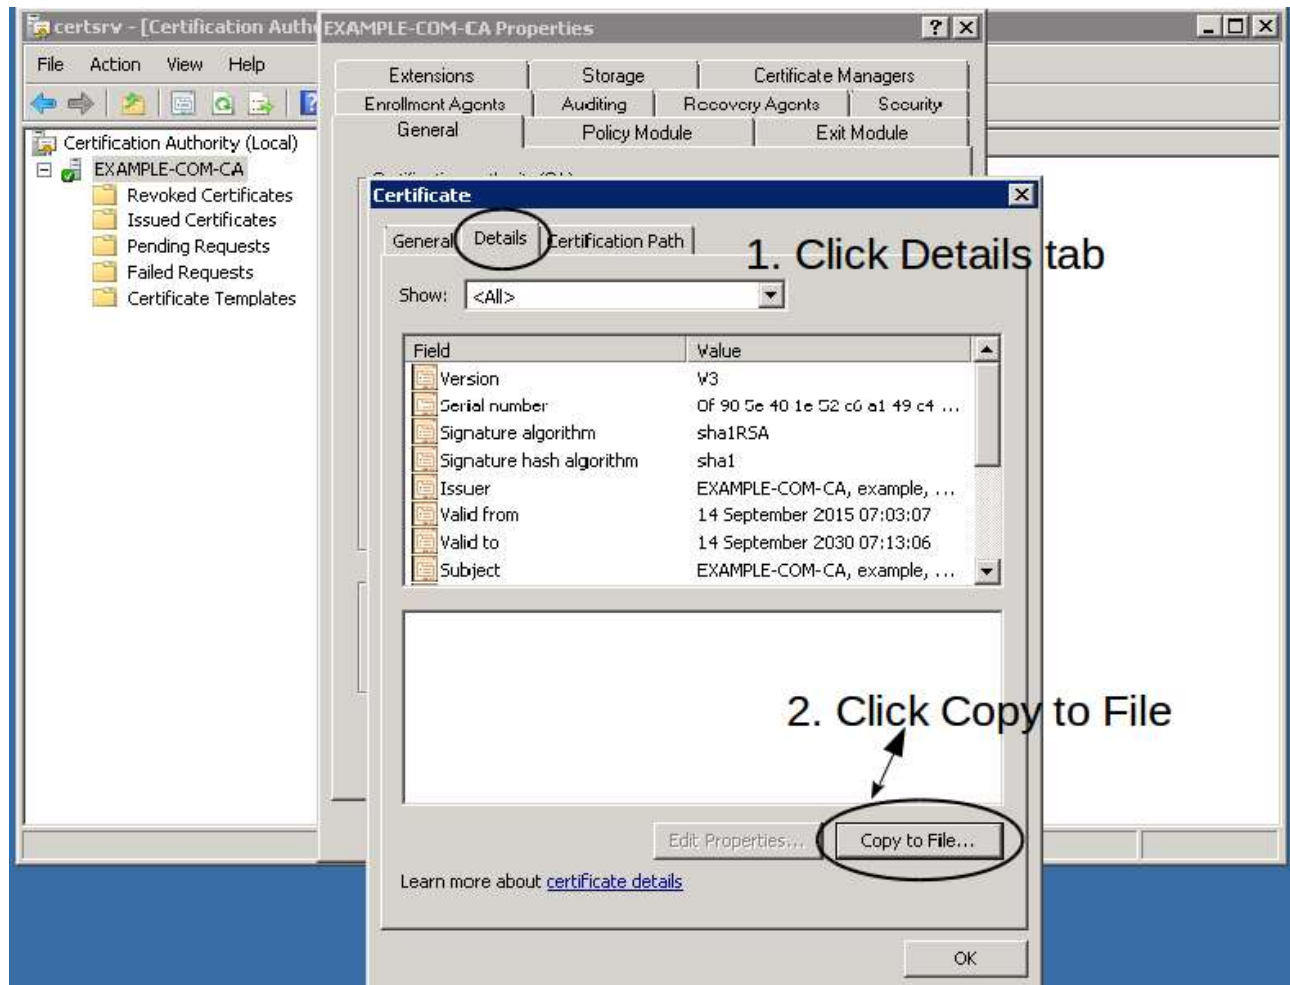 certsrv - [Certification Auth
EXAMPLE-COM-CA Properties
File Action View Help
Extensions Storage Certificate Managers
Enrollment Agents Auditing Recovery Agents Security
General Policy Module Exit Module
Certification Authority (Local)
EXAMPLE-COM-CA
Revoked Certificates
Issued Certificates
Pending Requests
Failed Requests
Certificate Templates
Certificate
General Details Certification Path
1. Click Details tab
Show: <All>
Field Value
Version V3
Serial number 0f 90 5e 40 1e 52 c6 a1 49 c4 ...
Signature algorithm sha1RSA
Signature hash algorithm sha1
Issuer EXAMPLE-COM-CA, example, ...
Valid from 14 September 2015 07:03:07
Valid to 14 September 2030 07:13:06
Subject EXAMPLE-COM-CA, example, ...
2. Click Copy to File
Edit Properties... Copy to File...
Learn more about certificate details
OK